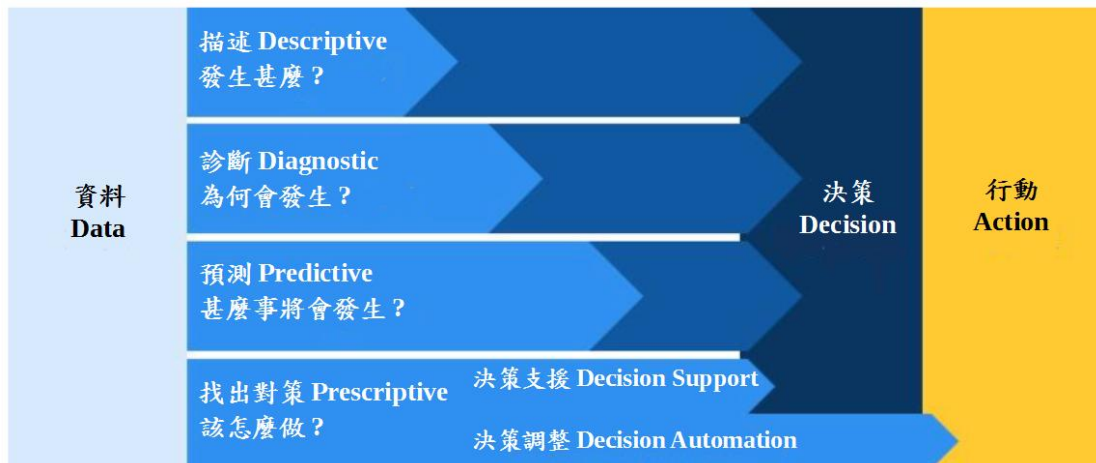 資料
Data
描述 Descriptive
發生甚麼？
診斷 Diagnostic
為何會發生？
預測 Predictive
甚麼事將會發生？
找出對策 Prescriptive
該怎麼做？
決策支援 Decision Support
決策調整 Decision Automation
決策
Decision
行動
Action